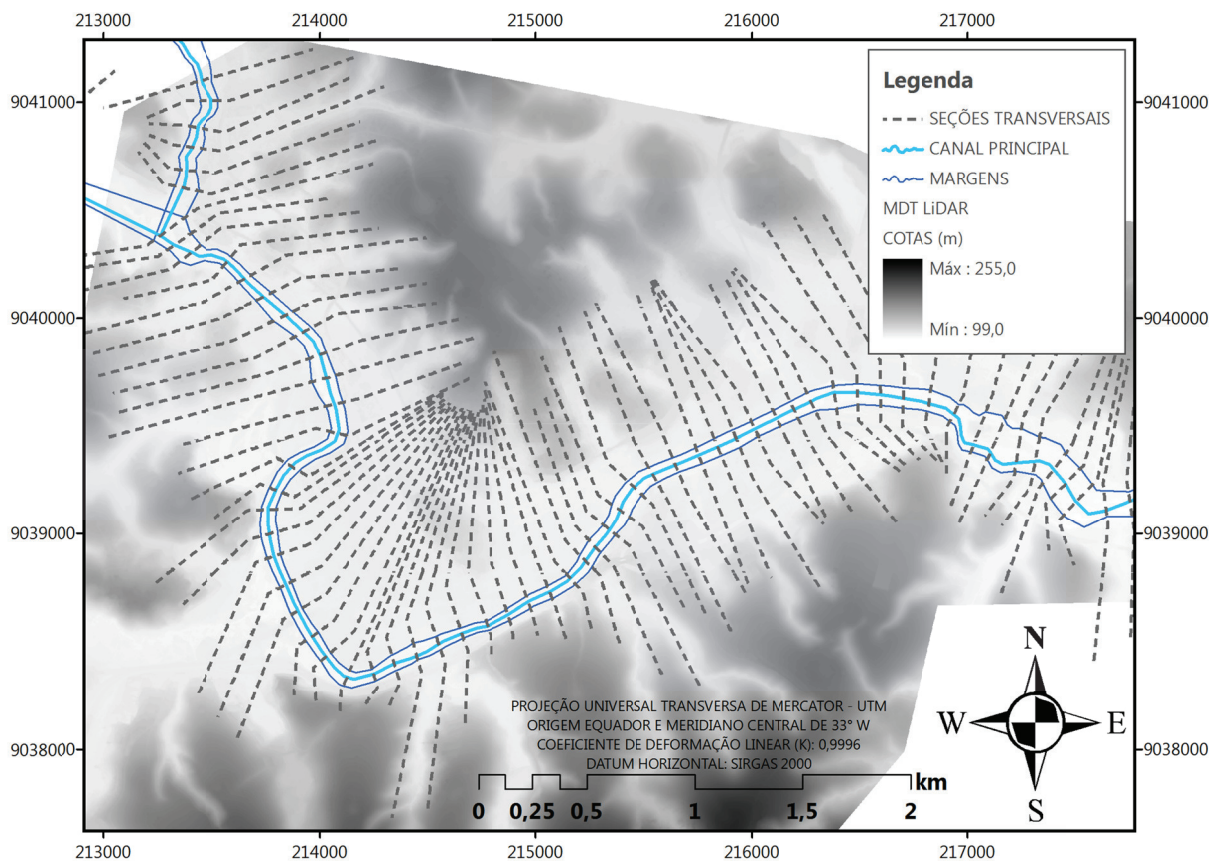 213000 214000 215000 216000 217000
9041000 9041000
9040000 9040000
9039000 9039000
9038000 9038000
Legenda
SEÇÕES TRANSVERSAIS
CANAL PRINCIPAL
MARGENS
MDT LiDAR
COTAS (m)
Máx : 255,0
Mín : 99,0
N
W E
S
PROJEÇÃO UNIVERSAL TRANSVERSA DE MERCATOR - UTM
ORIGEM EQUADOR E MERIDIANO CENTRAL DE 33° W
COEFICIENTE DE DEFORMAÇÃO LINEAR (K): 0,9996
DATUM HORIZONTAL: SIRGAS 2000
km
0 0,25 0,5 1 1,5 2
213000 214000 215000 216000 217000